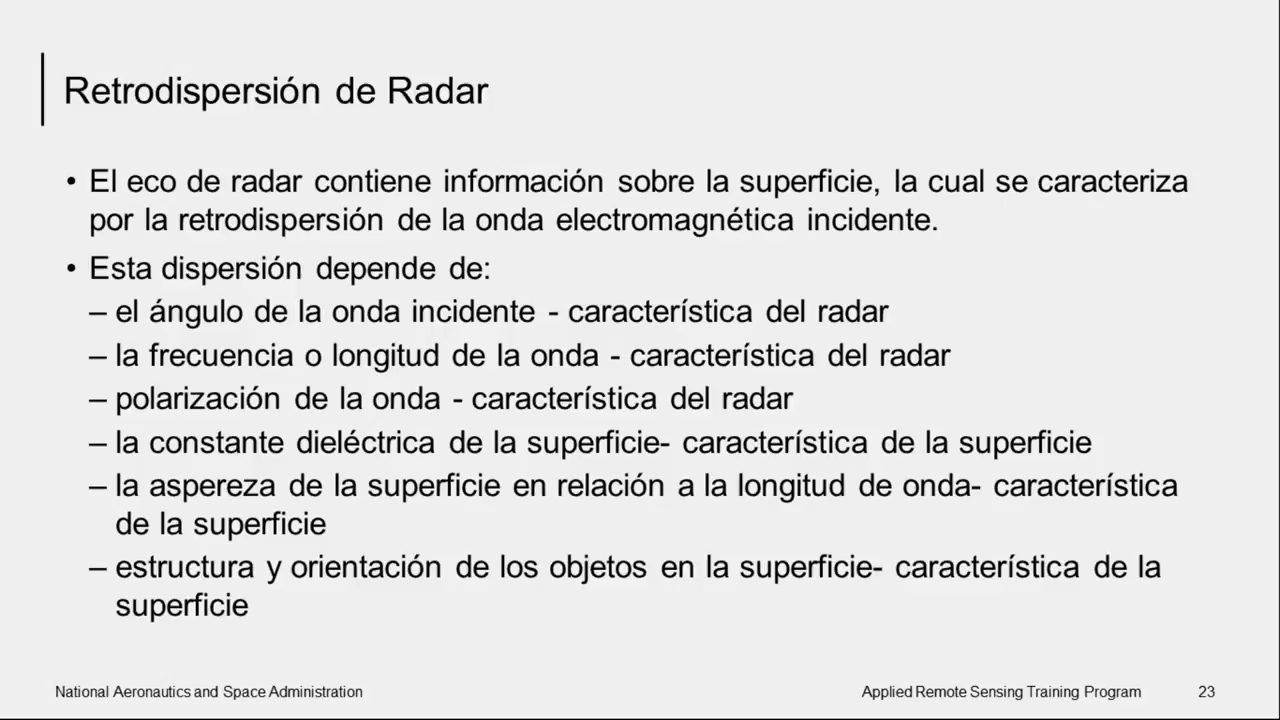 Retrodispersión de Radar
• El eco de radar contiene información sobre la superficie, la cual se caracteriza
por la retrodispersión de la onda electromagnética incidente.
• Esta dispersión depende de:
– el ángulo de la onda incidente - característica del radar
– la frecuencia o longitud de la onda - característica del radar
– polarización de la onda - característica del radar
– la constante dieléctrica de la superficie- característica de la superficie
– la aspereza de la superficie en relación a la longitud de onda- característica
de la superficie
– estructura y orientación de los objetos en la superficie- característica de la
superficie
National Aeronautics and Space Administration
Applied Remote Sensing Training Program
23